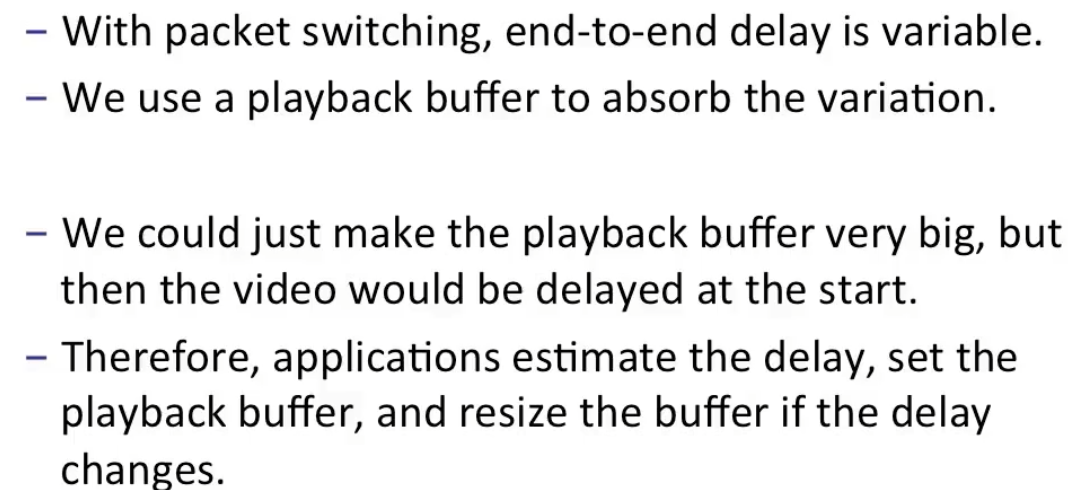 – With packet switching, end-to-end delay is variable.
– We use a playback buffer to absorb the variation.
– We could just make the playback buffer very big, but
then the video would be delayed at the start.
– Therefore, applications estimate the delay, set the
playback buffer, and resize the buffer if the delay
changes.